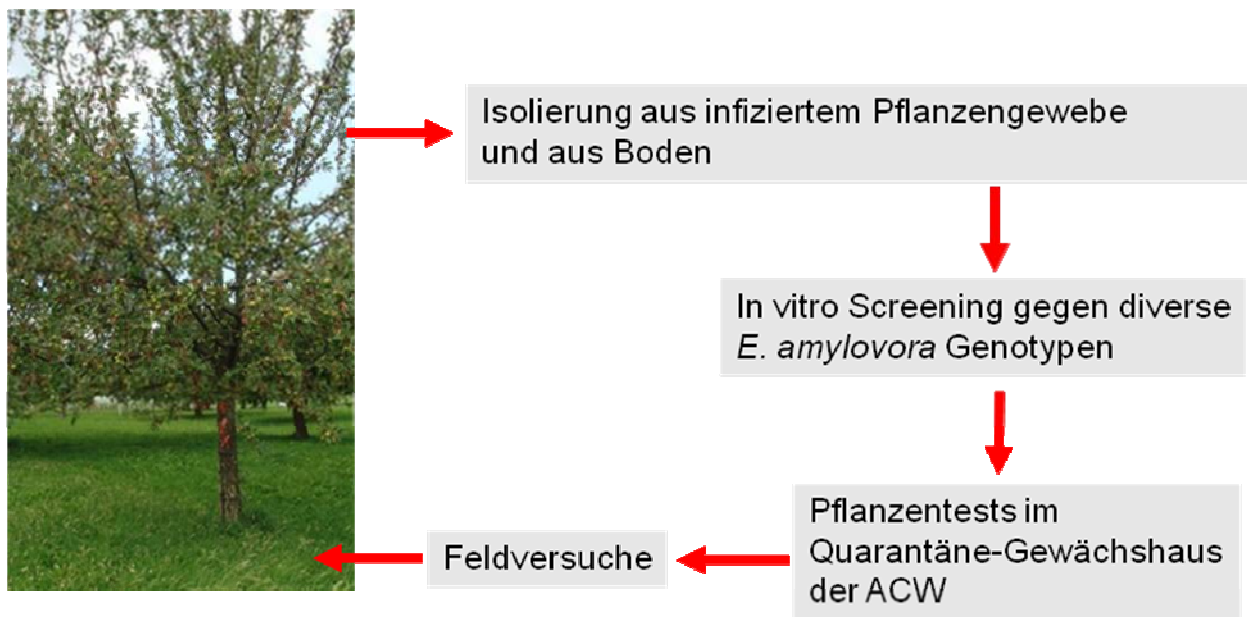 Isolierung aus infiziertem Pflanzengewebe
und aus Boden
In vitro Screening gegen diverse
E. amylovora Genotypen
Pflanzentests im
Quarantäne-Gewächshaus
der ACW
Feldversuche